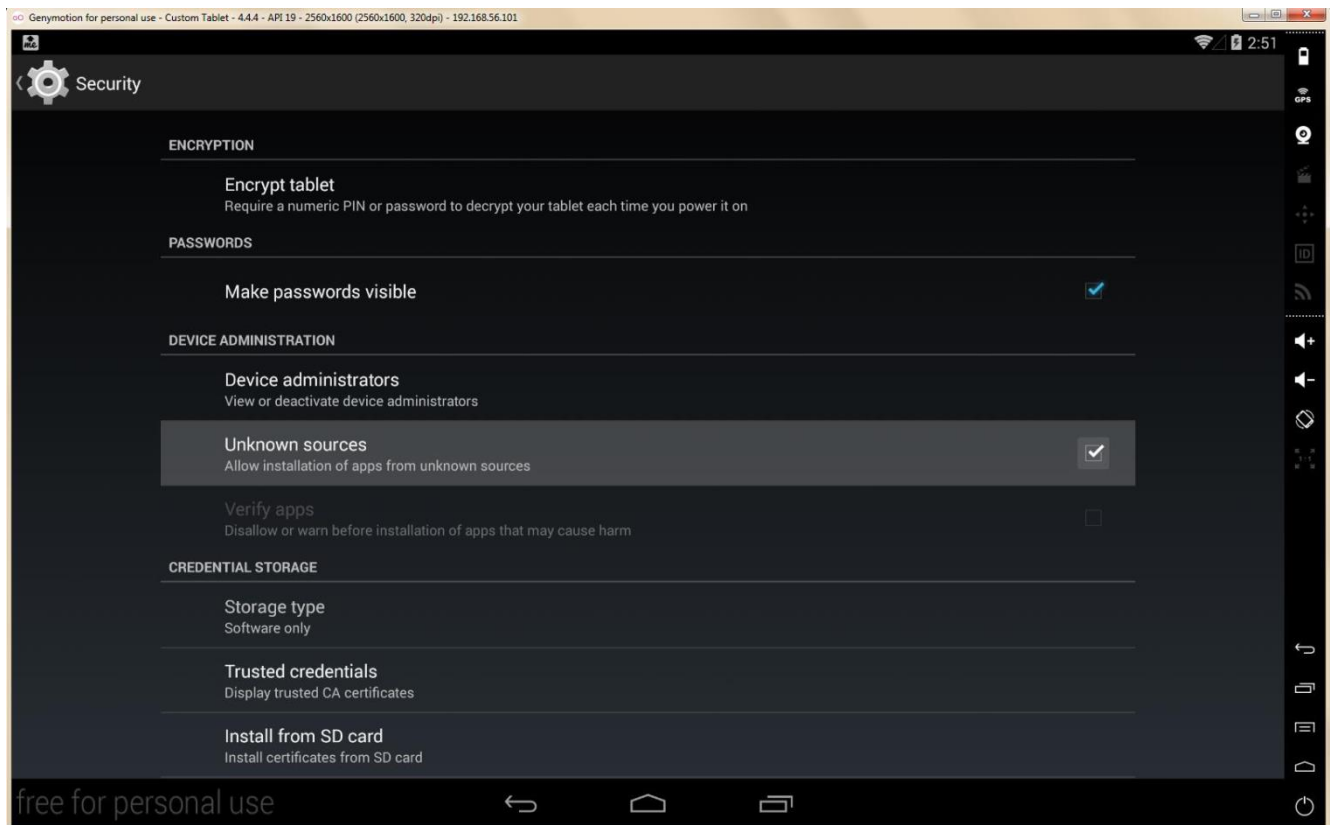 Genymotion for personal use - Custom Tablet - 4.4.4 - API 19 - 2560x1600 (2560x1600, 320dpi) - 192.168.56.101
me 2:51
Security
GPS
ENCRYPTION
Encrypt tablet
Require a numeric PIN or password to decrypt your tablet each time you power it on
PASSWORDS
ID
Make passwords visible
DEVICE ADMINISTRATION
Device administrators
View or deactivate device administrators
Unknown sources
Allow installation of apps from unknown sources
1:1
Verify apps
Disallow or warn before installation of apps that may cause harm
CREDENTIAL STORAGE
Storage type
Software only
Trusted credentials
Display trusted CA certificates
Install from SD card
Install certificates from SD card
free for personal use